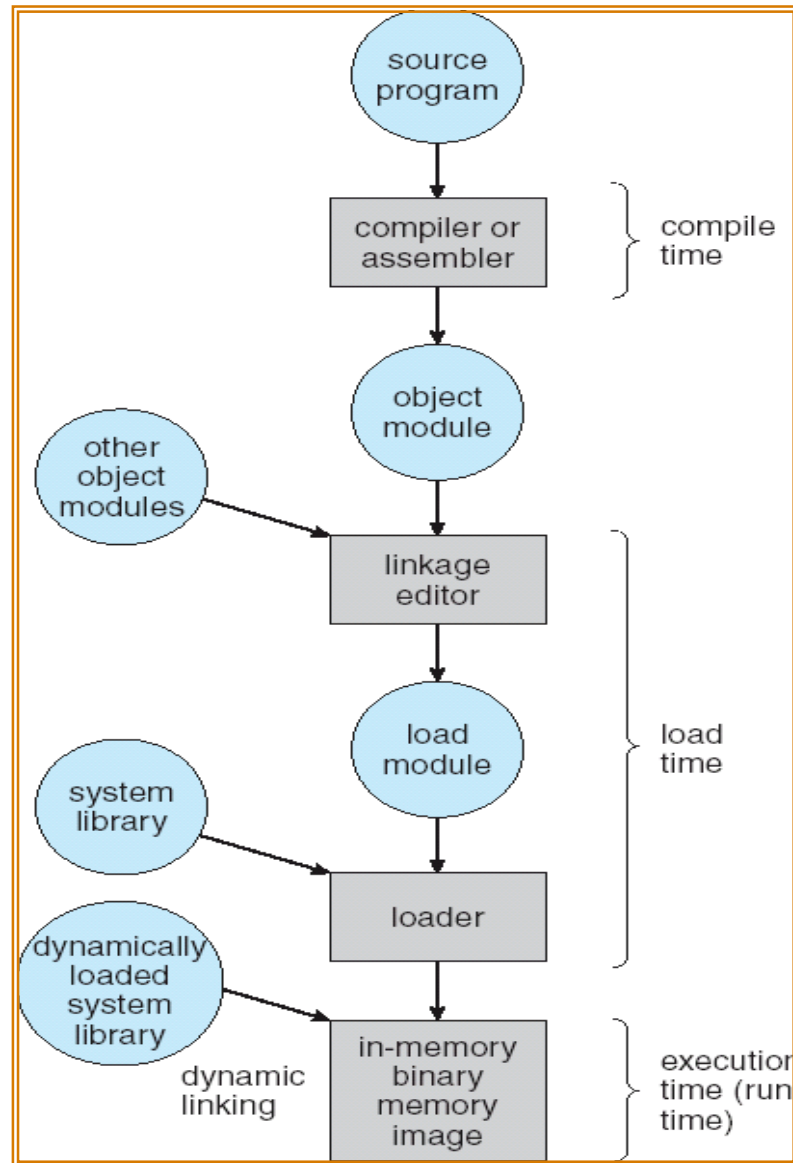 source
program
compiler or
assembler
compile
time
object
module
other
object
modules
linkage
editor
load
module
load
time
system
library
loader
dynamically
loaded
system
library
dynamic
linking
in-memory
binary
memory
image
execution
time (run
time)